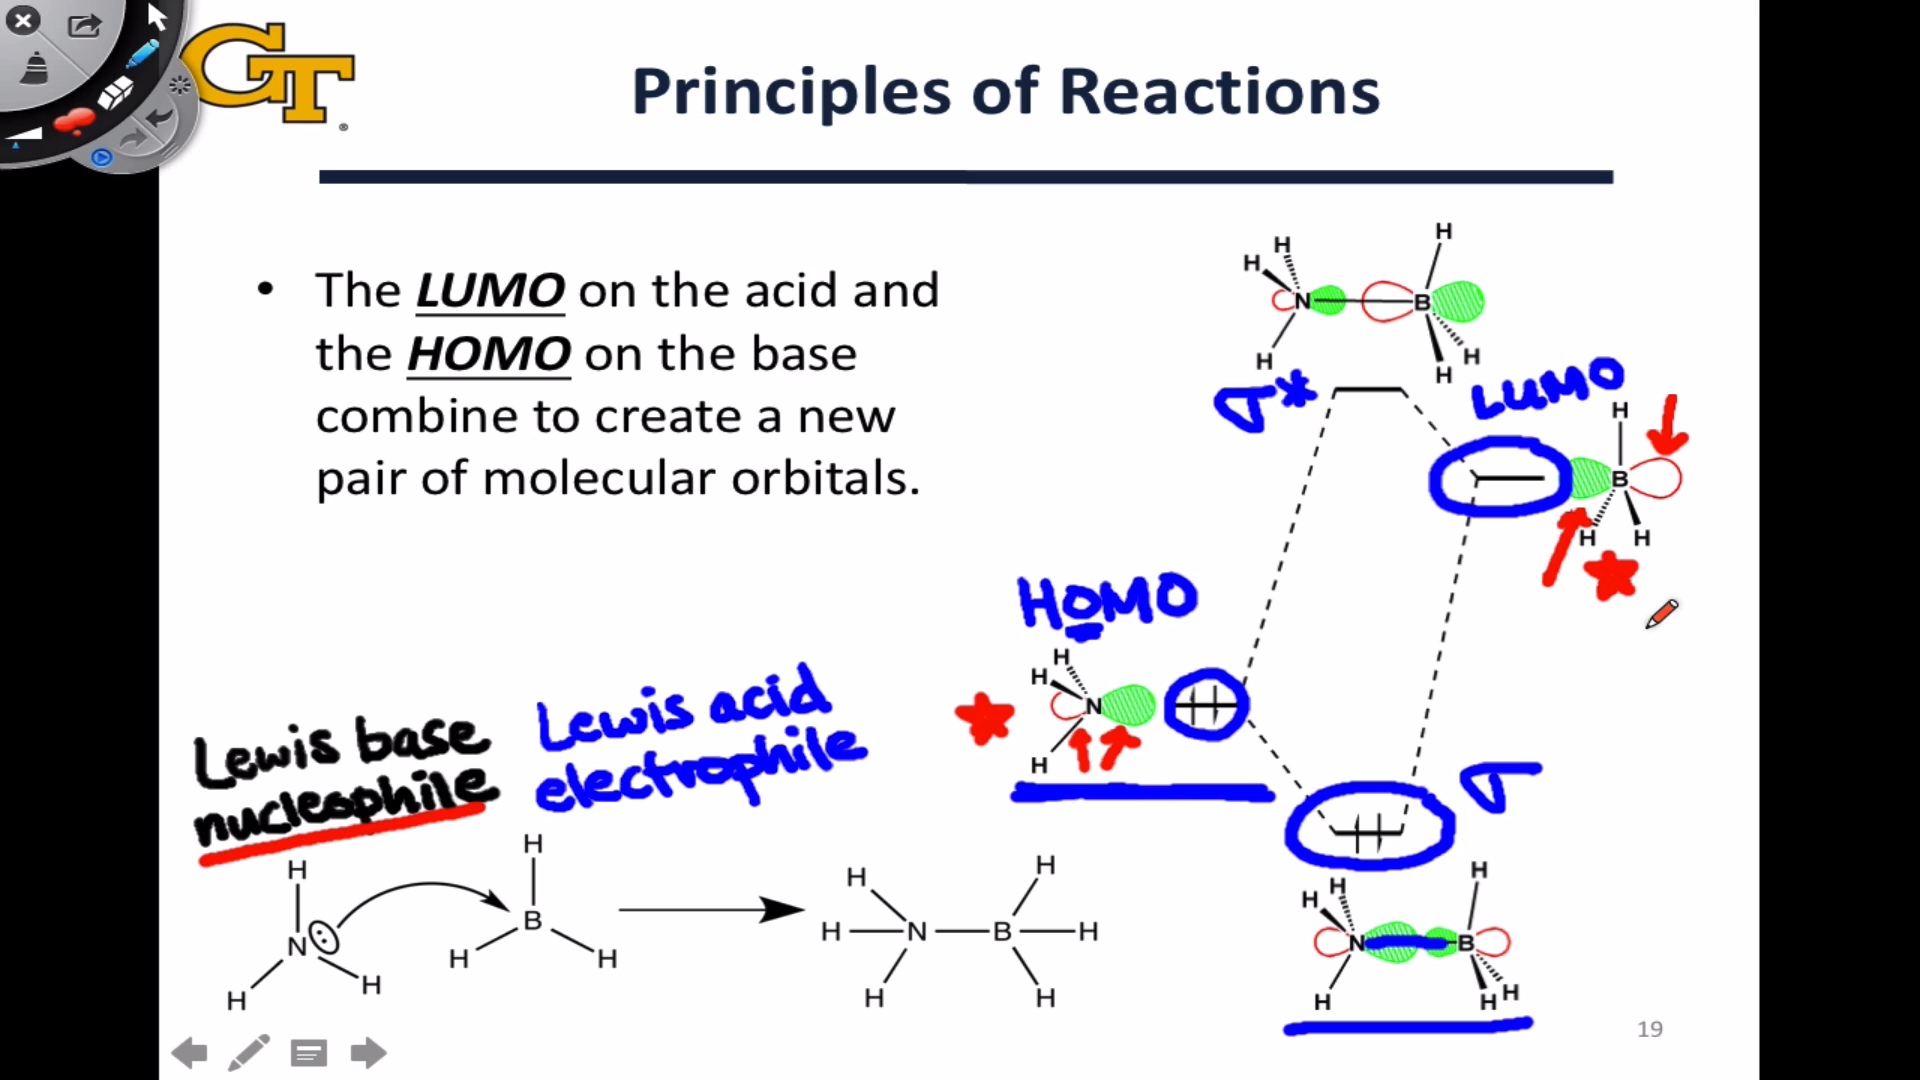 GT
Principles of Reactions
• The LUMO on the acid and
the HOMO on the base
combine to create a new
pair of molecular orbitals.
H
H
H
N
B
H
H
H
σ*
LUMO
H
B
H
H
HOMO
H
H
N
H
σ
Lewis base
nucleophile
Lewis acid
electrophile
H
N
H
H
H
B
H
H
H
H
H
N
B
H
H
H
H
H
H
N
B
H
H
H
19